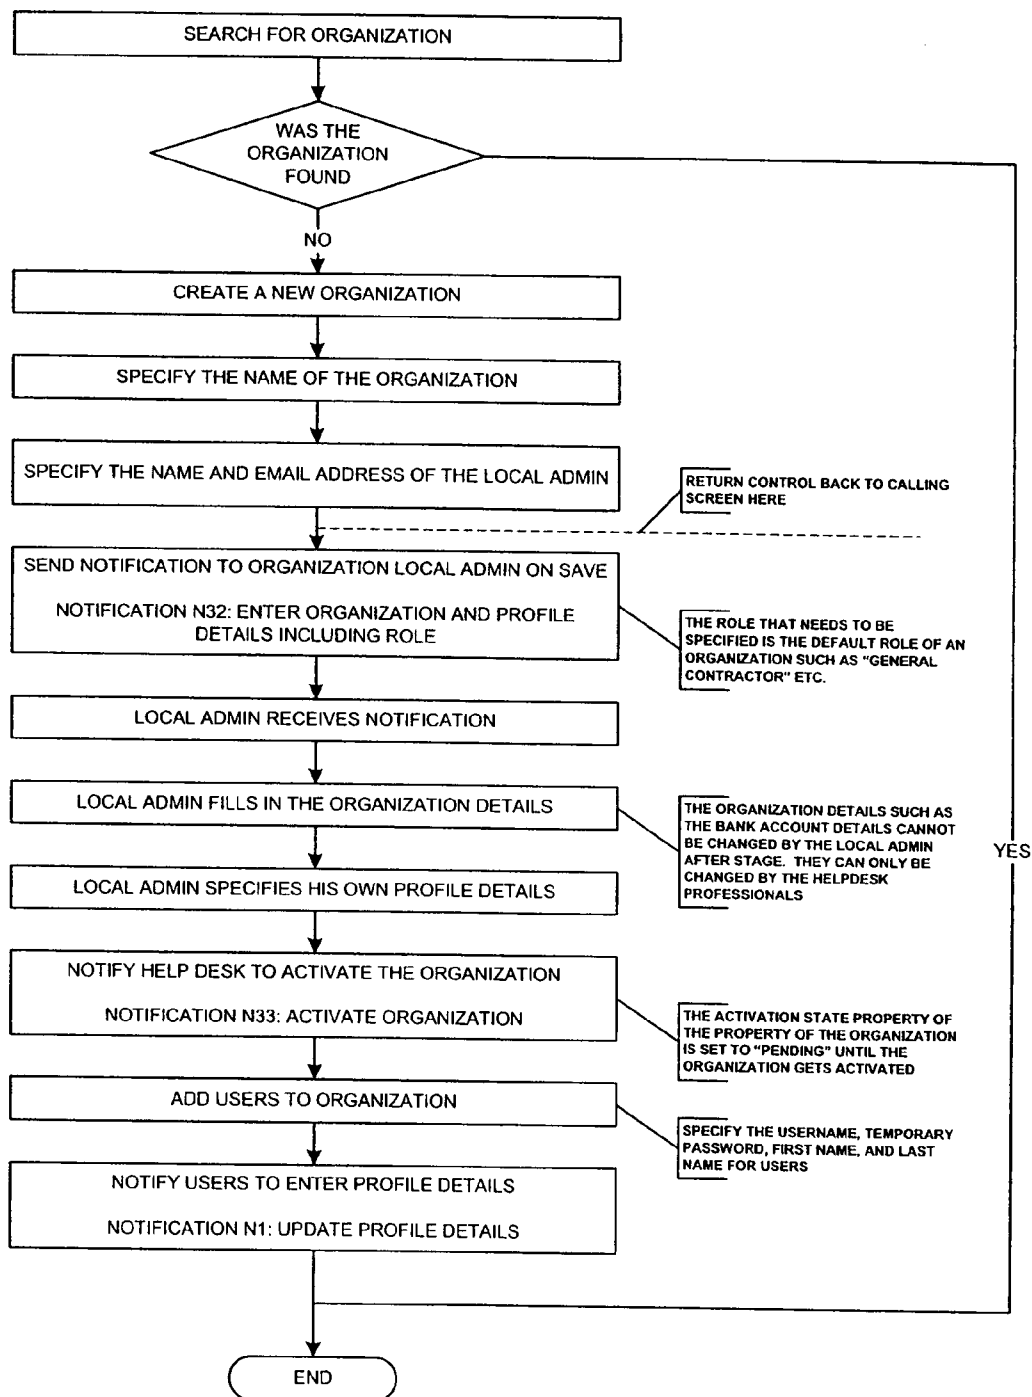 SEARCH FOR ORGANIZATION
WAS THE
ORGANIZATION
FOUND
NO
CREATE A NEW ORGANIZATION
SPECIFY THE NAME OF THE ORGANIZATION
SPECIFY THE NAME AND EMAIL ADDRESS OF THE LOCAL ADMIN
RETURN CONTROL BACK TO CALLING
SCREEN HERE
SEND NOTIFICATION TO ORGANIZATION LOCAL ADMIN ON SAVE
NOTIFICATION N32: ENTER ORGANIZATION AND PROFILE
DETAILS INCLUDING ROLE
THE ROLE THAT NEEDS TO BE
SPECIFIED IS THE DEFAULT ROLE OF AN
ORGANIZATION SUCH AS "GENERAL
CONTRACTOR" ETC.
LOCAL ADMIN RECEIVES NOTIFICATION
LOCAL ADMIN FILLS IN THE ORGANIZATION DETAILS
THE ORGANIZATION DETAILS SUCH AS
THE BANK ACCOUNT DETAILS CANNOT
BE CHANGED BY THE LOCAL ADMIN
AFTER STAGE. THEY CAN ONLY BE
CHANGED BY THE HELPDESK
PROFESSIONALS
YES
LOCAL ADMIN SPECIFIES HIS OWN PROFILE DETAILS
NOTIFY HELP DESK TO ACTIVATE THE ORGANIZATION
NOTIFICATION N33: ACTIVATE ORGANIZATION
THE ACTIVATION STATE PROPERTY OF
THE PROPERTY OF THE ORGANIZATION
IS SET TO "PENDING" UNTIL THE
ORGANIZATION GETS ACTIVATED
ADD USERS TO ORGANIZATION
SPECIFY THE USERNAME, TEMPORARY
PASSWORD, FIRST NAME, AND LAST
NAME FOR USERS
NOTIFY USERS TO ENTER PROFILE DETAILS
NOTIFICATION N1: UPDATE PROFILE DETAILS
END